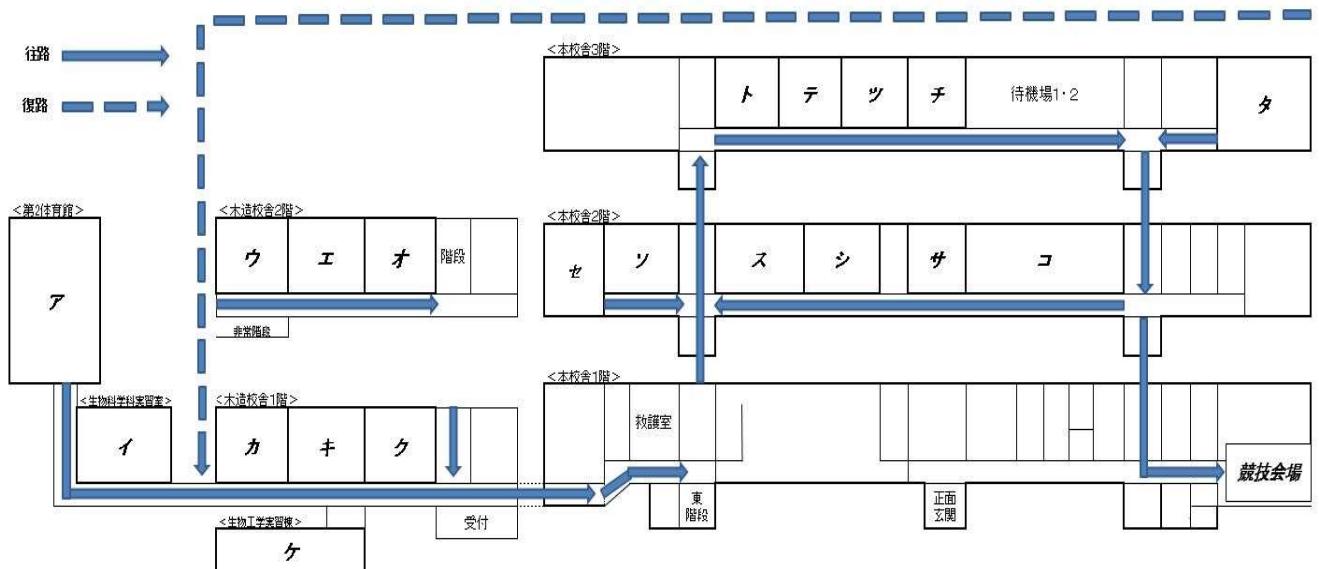 往路
復路
<本校舎3階>
ト
テ
ツ
チ
待機場1・2
タ
<第2体育館>
ア
<木造校舎2階>
ウ
エ
オ
階段
非常階段
<本校舎2階>
セ
ソ
ス
シ
サ
コ
<生物科学科実習室>
イ
<木造校舎1階>
カ
キ
ク
受付
<生物工学実習棟>
ケ
<本校舎1階>
救護室
東
階段
正面
玄関
競技会場